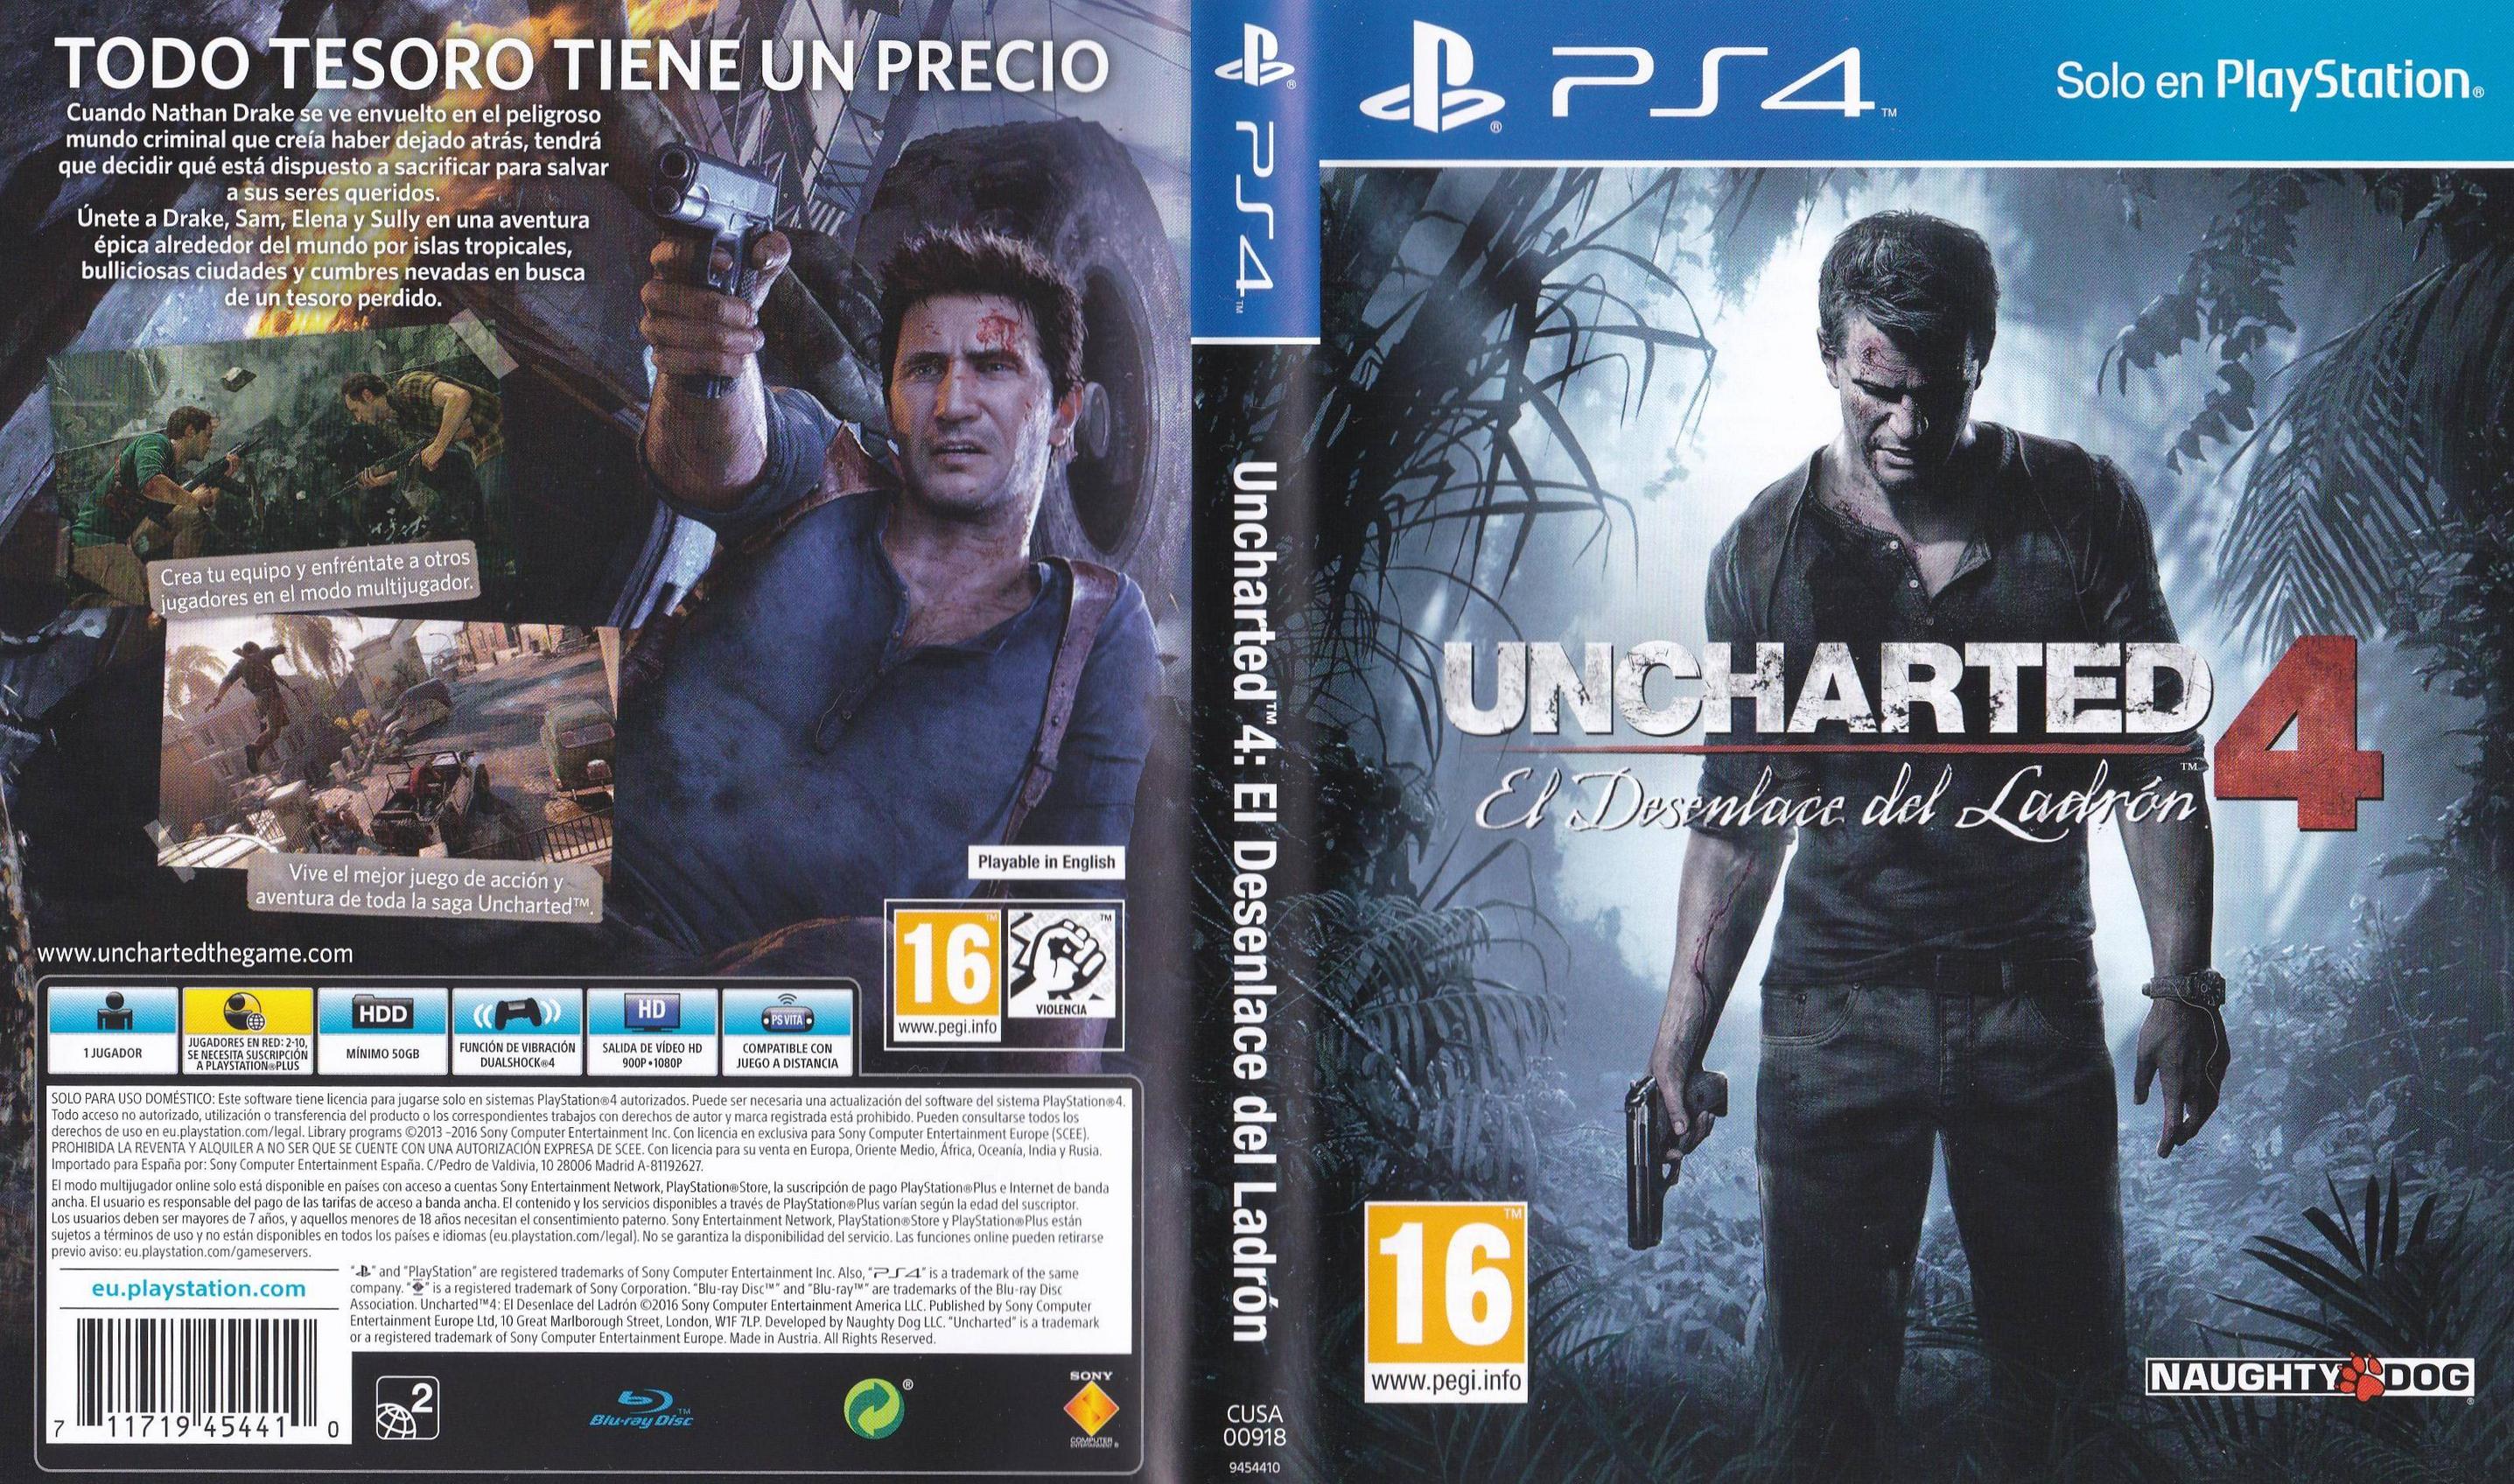 TODO TESORO TIENE UN PRECIO
Cuando Nathan Drake se ve envuelto en el peligroso
mundo criminal que creía haber dejado atrás, tendrá
que decidir qué está dispuesto a sacrificar para salvar
a sus seres queridos.
Únete a Drake, Sam, Elena y Sully en una aventura
épica alrededor del mundo por islas tropicales,
bulliciosas ciudades y cumbres nevadas en busca
de un tesoro perdido.
Crea tu equipo y enfréntate a otros
jugadores en el modo multijugador.
Vive el mejor juego de acción y
aventura de toda la saga Uncharted™.
Playable in English
16™
www.pegi.info
™
VIOLENCIA
www.unchartedthegame.com
1 JUGADOR
JUGADORES EN RED: 2-10,
SE NECESITA SUSCRIPCIÓN
A PLAYSTATION®PLUS
HDD
MÍNIMO 50GB
FUNCIÓN DE VIBRACIÓN
DUALSHOCK®4
HD
SALIDA DE VÍDEO HD
900P•1080P
PS VITA
COMPATIBLE CON
JUEGO A DISTANCIA
SOLO PARA USO DOMÉSTICO: Este software tiene licencia para jugarse solo en sistemas PlayStation®4 autorizados. Puede ser necesaria una actualización del software del sistema PlayStation®4.
Todo acceso no autorizado, utilización o transferencia del producto o los correspondientes trabajos con derechos de autor y marca registrada está prohibido. Pueden consultarse todos los
derechos de uso en eu.playstation.com/legal. Library programs ©2013-2016 Sony Computer Entertainment Inc. Con licencia en exclusiva para Sony Computer Entertainment Europe (SCEE).
PROHIBIDA LA REVENTA Y ALQUILER A NO SER QUE SE CUENTE CON UNA AUTORIZACIÓN EXPRESA DE SCEE. Con licencia para su venta en Europa, Oriente Medio, África, Oceanía, India y Rusia.
Importado para España por: Sony Computer Entertainment España. C/Pedro de Valdivia, 10 28006 Madrid A-81192627.
El modo multijugador online solo está disponible en países con acceso a cuentas Sony Entertainment Network, PlayStation®Store, la suscripción de pago PlayStation®Plus e Internet de banda
ancha. El usuario es responsable del pago de las tarifas de acceso a banda ancha. El contenido y los servicios disponibles a través de PlayStation®Plus varían según la edad del suscriptor.
Los usuarios deben ser mayores de 7 años, y aquellos menores de 18 años necesitan el consentimiento paterno. Sony Entertainment Network, PlayStation®Store y PlayStation®Plus están
sujetos a términos de uso y no están disponibles en todos los países e idiomas (eu.playstation.com/legal). No se garantiza la disponibilidad del servicio. Las funciones online pueden retirarse
previo aviso: eu.playstation.com/gameservers.
eu.playstation.com
"PS" and "PlayStation" are registered trademarks of Sony Computer Entertainment Inc. Also, "PS4" is a trademark of the same
company. "" is a registered trademark of Sony Corporation. "Blu-ray Disc™" and "Blu-ray™" are trademarks of the Blu-ray Disc
Association. Uncharted™4: El Desenlace del Ladrón ©2016 Sony Computer Entertainment America LLC. Published by Sony Computer
Entertainment Europe Ltd, 10 Great Marlborough Street, London, W1F 7LP. Developed by Naughty Dog LLC. "Uncharted" is a trademark
or a registered trademark of Sony Computer Entertainment Europe. Made in Austria. All Rights Reserved.
7 11719 45441 0
2
Blu-ray Disc™
®
SONY
COMPUTER
ENTERTAINMENT ®
PS4™
Uncharted™ 4: El Desenlace del Ladrón
CUSA
00918
9454410
PS4™
Solo en PlayStation®
UNCHARTED 4
El Desenlace del Ladrón™
16™
www.pegi.info
NAUGHTY DOG®